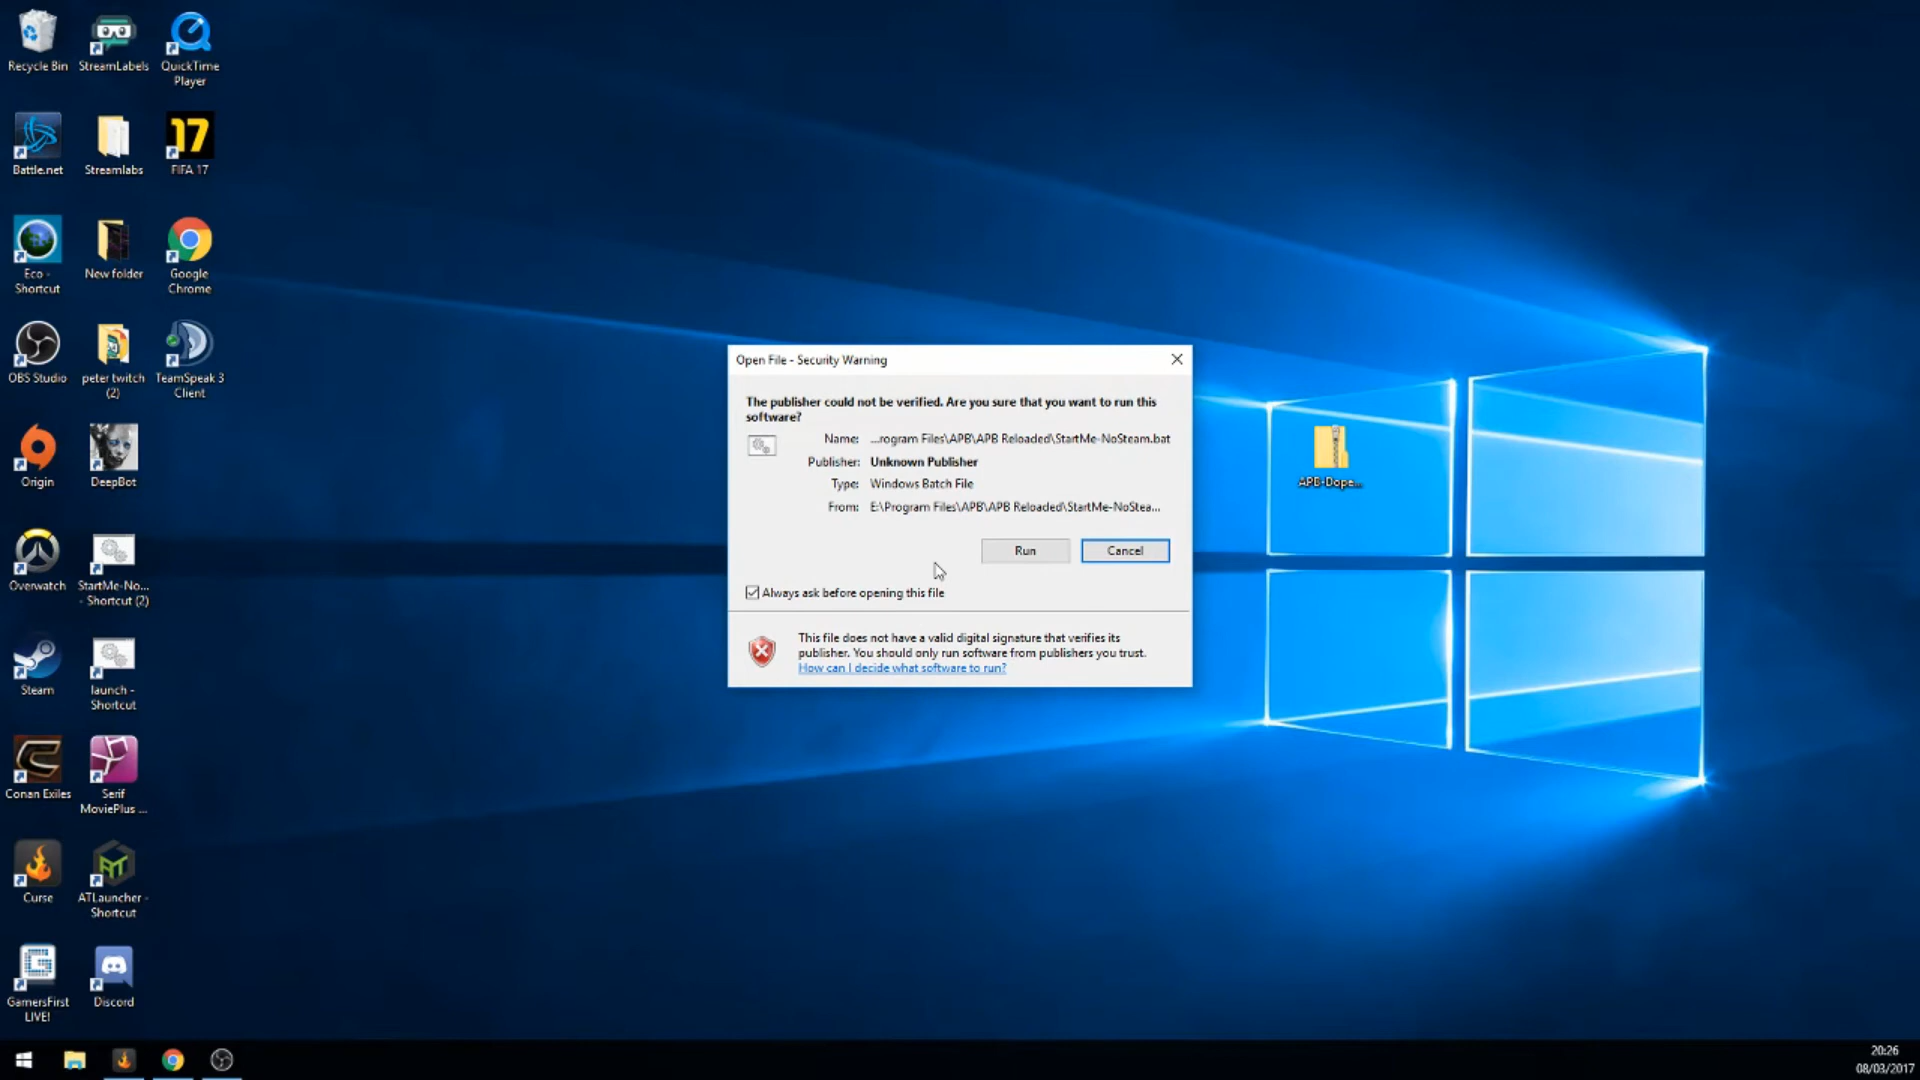 Recycle Bin
StreamLabels
QuickTime
Player
Battle.net
Streamlabs
17
FIFA 17
Eco -
Shortcut
New folder
Google
Chrome
OBS Studio
peter twitch
(2)
TeamSpeak 3
Client
Origin
DeepBot
Overwatch
StartMe-No...
- Shortcut (2)
Steam
launch -
Shortcut
Conan Exiles
Serif
MoviePlus ...
Curse
ATLauncher -
Shortcut
GamersFirst
LIVE!
Discord
Open File - Security Warning
The publisher could not be verified. Are you sure that you want to run this
software?
Name: ...rogram Files\APB\APB Reloaded\StartMe-NoSteam.bat
Publisher: Unknown Publisher
Type: Windows Batch File
From: E:\Program Files\APB\APB Reloaded\StartMe-NoStea...
Run
Cancel
Always ask before opening this file
This file does not have a valid digital signature that verifies its
publisher. You should only run software from publishers you trust.
How can I decide what software to run?
APB-Dope...
20:26
08/03/2017